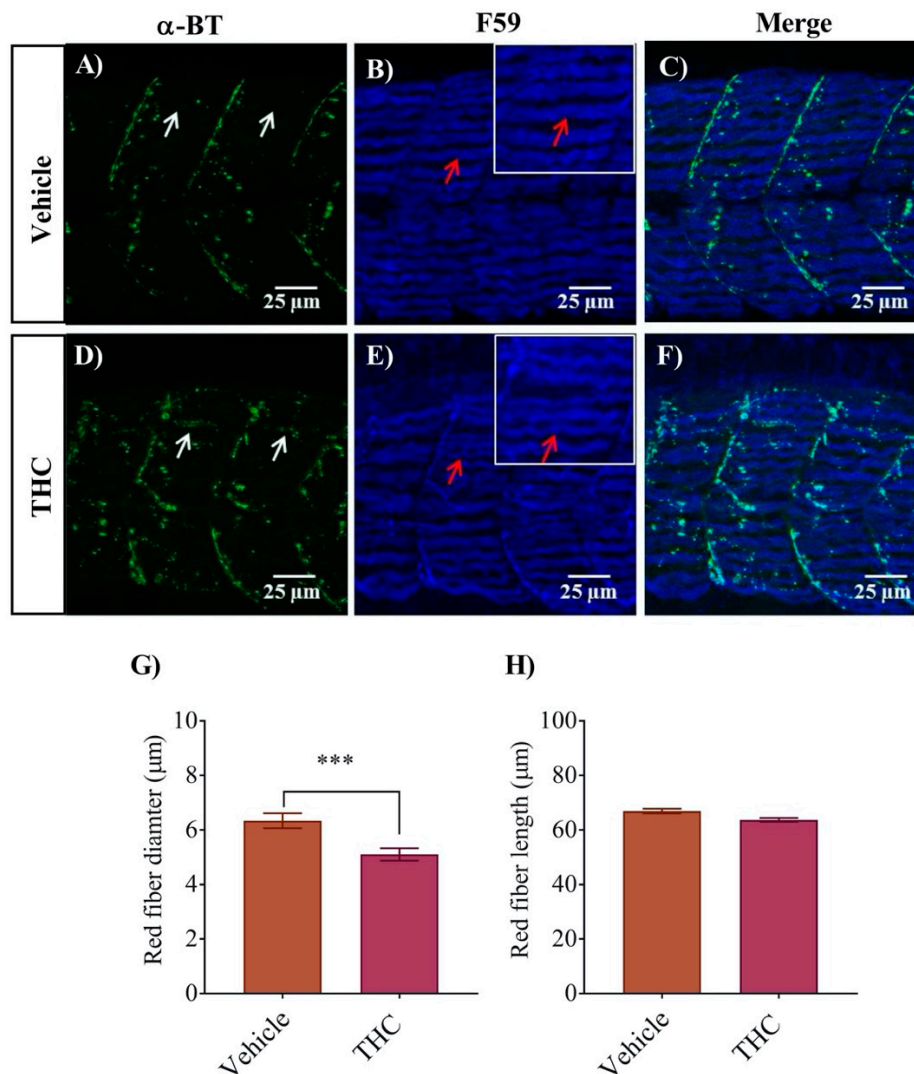 α-BT F59 Merge
Vehicle
A) B) C)
25 μm 25 μm 25 μm
THC
D) E) F)
25 μm 25 μm 25 μm
G) H)
Red fiber diamter (μm)
10
8
6
4
2
0
***
Vehicle THC
Red fiber length (μm)
100
80
60
40
20
0
Vehicle THC